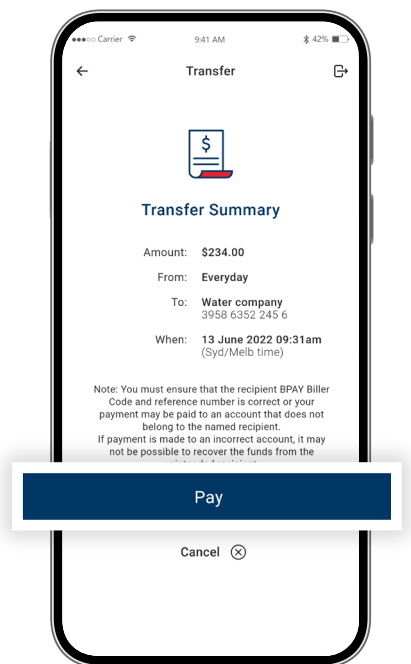 Carrier 9:41 AM 42%
Transfer
$
Transfer Summary
Amount: $234.00
From: Everyday
To: Water company
3958 6352 245 6
When: 13 June 2022 09:31am
(Syd/Melb time)
Note: You must ensure that the recipient BPAY Biller
Code and reference number is correct or your
payment may be paid to an account that does not
belong to the named recipient.
If payment is made to an incorrect account, it may
not be possible to recover the funds from the
Pay
Cancel